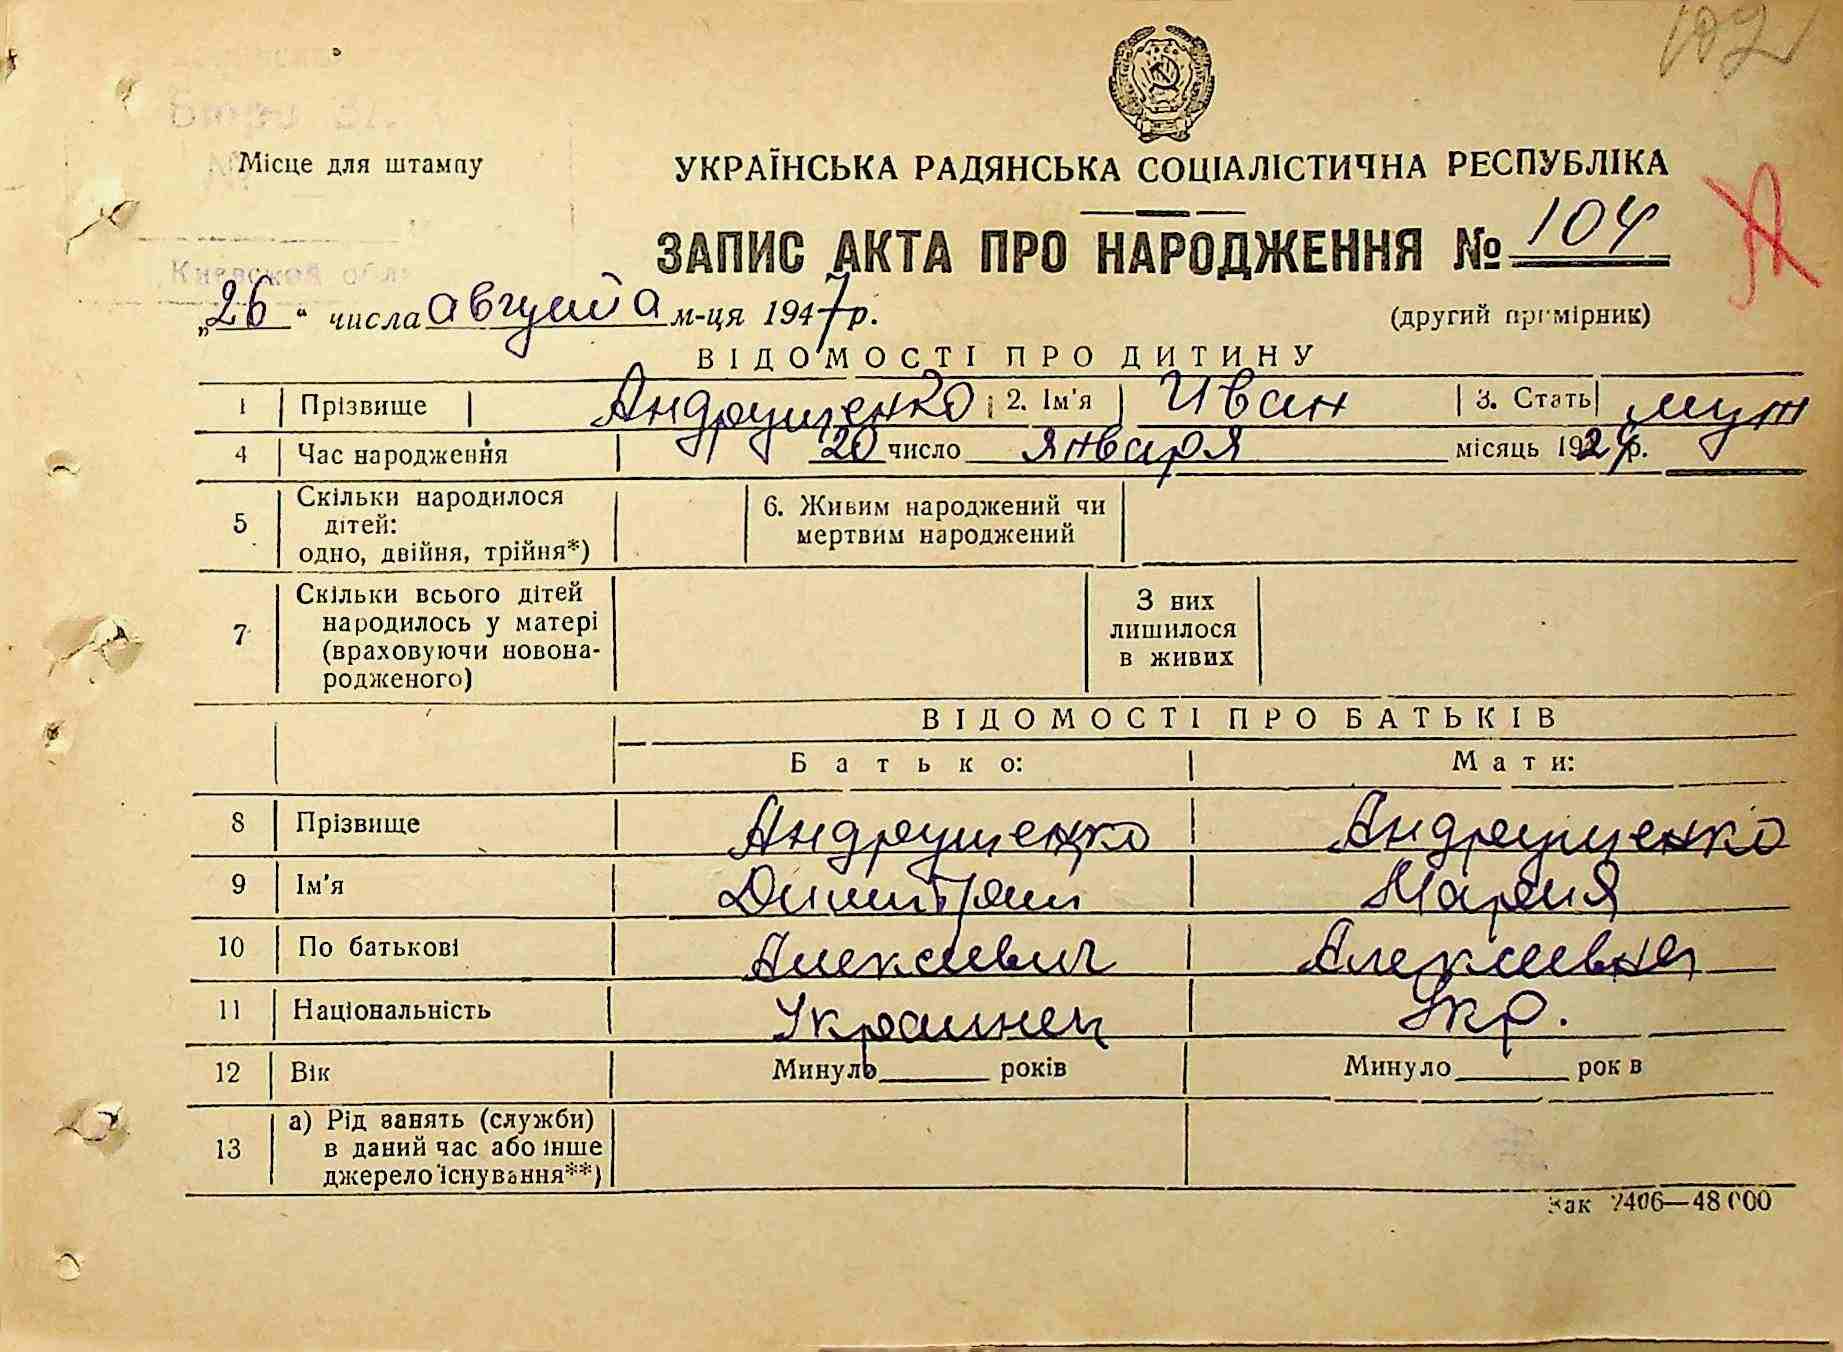 Місце для штампу
УКРАЇНСЬКА РАДЯНСЬКА СОЦІАЛІСТИЧНА РЕСПУБЛІКА
ЗАПИС АКТА ПРО НАРОДЖЕННЯ № 104
Киевской обл
„26“ числа августа м-ця 1947 р.
(другий примірник)
ВІДОМОСТІ ПРО ДИТИНУ
1 Прізвище Андрущенко 2. Ім'я Иван 3. Стать муж
4 Час народження 20 число января місяць 1924 р.
5 Скільки народилося дітей: одно, двійня, трійня*)
6. Живим народжений чи мертвим народжений
7 Скільки всього дітей народилось у матері (враховуючи новонародженого)
З них лишилося в живих
ВІДОМОСТІ ПРО БАТЬКІВ
Батько: Мати:
8 Прізвище Андрущенко Андрущенко
9 Ім'я Димитрий Мария
10 По батькові Алексеевич Алексеевна
11 Національність Украинец Укр.
12 Вік Минуло років Минуло рок в
13 а) Рід занять (служби) в даний час або інше джерело існування**)
Зак 2406—48000